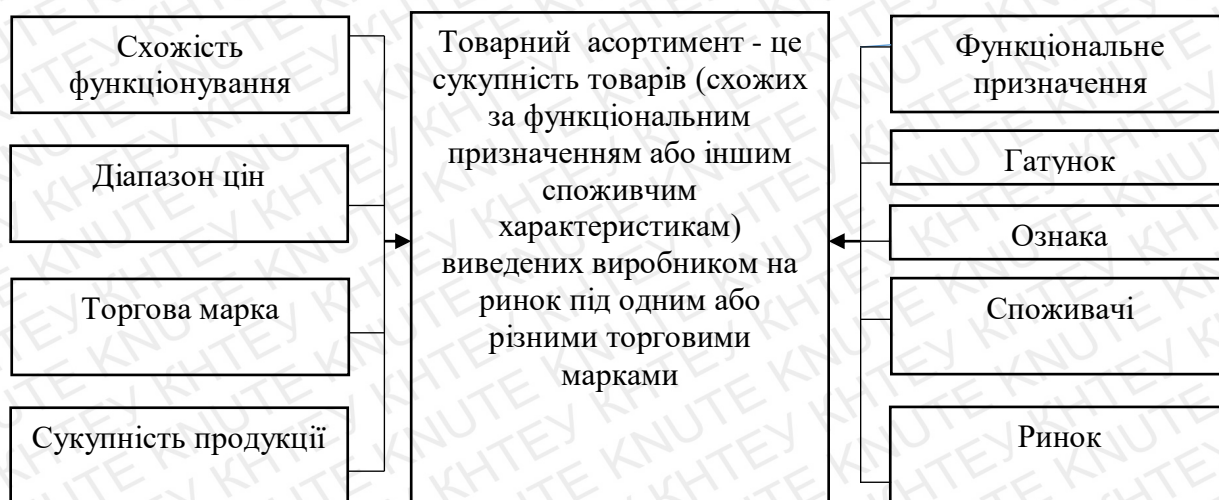 Схожість
функціонування
Діапазон цін
Торгова марка
Сукупність продукції
Товарний асортимент - це
сукупність товарів (схожих
за функціональним
призначенням або іншим
споживчим
характеристикам)
виведених виробником на
ринок під одним або
різними торговими
марками
Функціональне
призначення
Гатунок
Ознака
Споживачі
Ринок